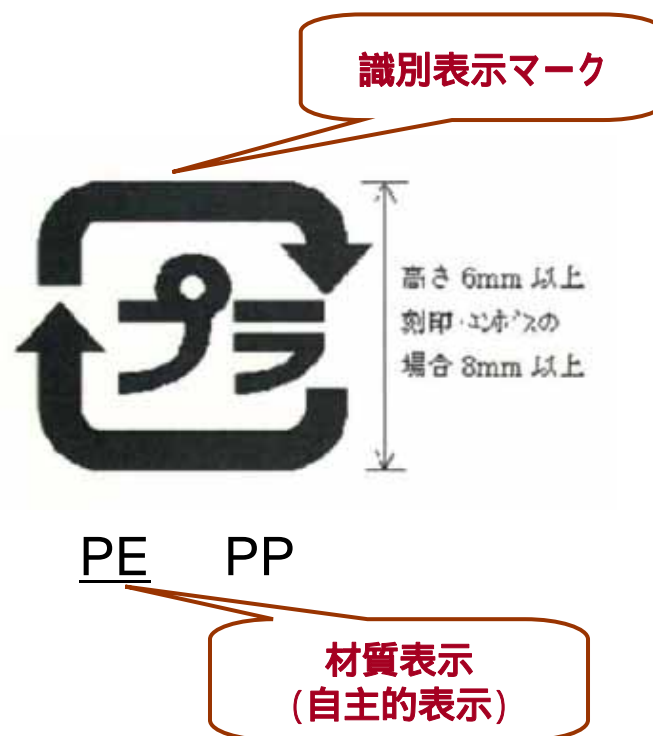 識別表示マーク
プラ
高さ 6mm 以上
刻印・エンボスの
場合 8mm 以上
PE PP
材質表示
(自主的表示)